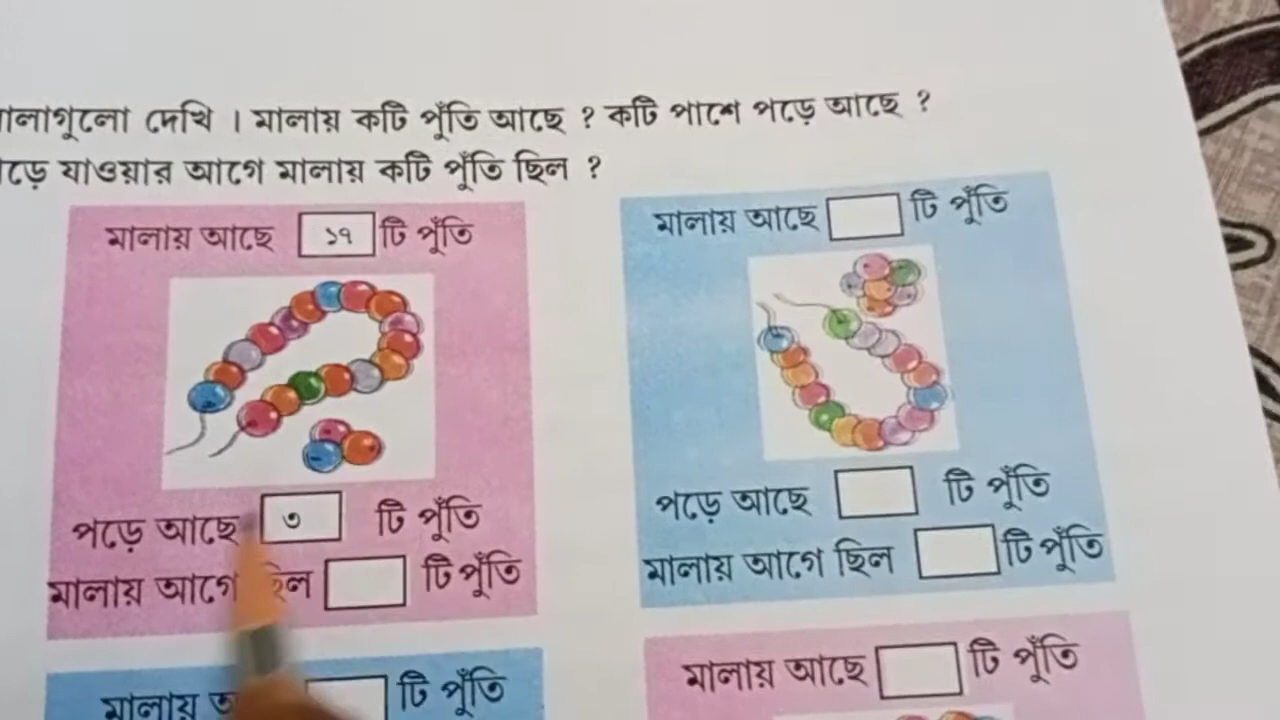 মালাগুলো দেখি । মালায় কটি পুঁতি আছে ? কটি পাশে পড়ে আছে ?
যাওয়ার আগে মালায় কটি পুঁতি ছিল ?
মালায় আছে ১৭ টি পুঁতি
পড়ে আছে ৩ টি পুঁতি
মালায় আগে ছিল টি পুঁতি
মালায় আছে টি পুঁতি
পড়ে আছে টি পুঁতি
মালায় আগে ছিল টি পুঁতি
মালায় টি পুঁতি
মালায় আছে টি পুঁতি